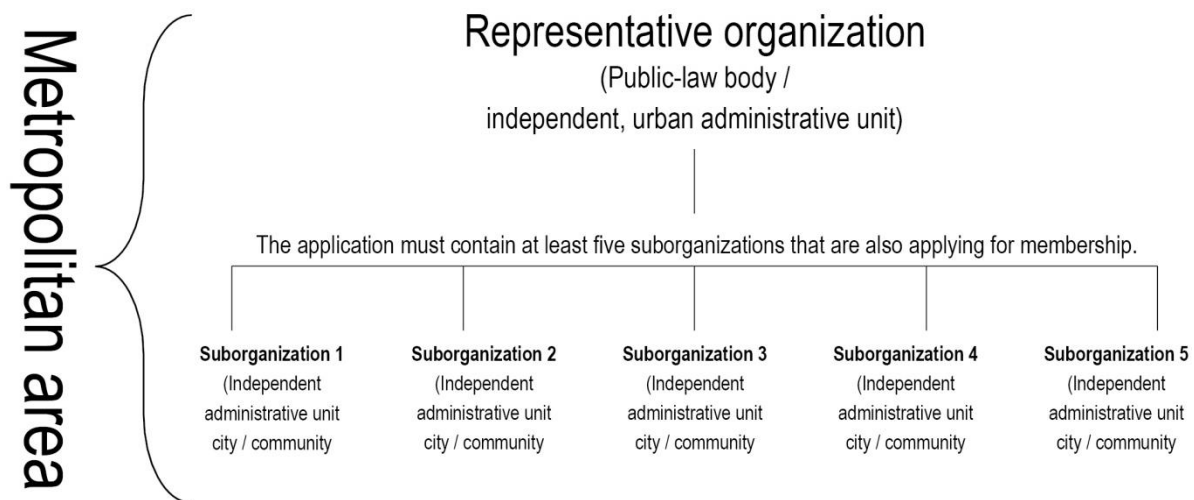 Metropolitan area
Representative organization
(Public-law body /
independent, urban administrative unit)
The application must contain at least five suborganizations that are also applying for membership.
Suborganization 1
(Independent
administrative unit
city / community
Suborganization 2
(Independent
administrative unit
city / community
Suborganization 3
(Independent
administrative unit
city / community
Suborganization 4
(Independent
administrative unit
city / community
Suborganization 5
(Independent
administrative unit
city / community